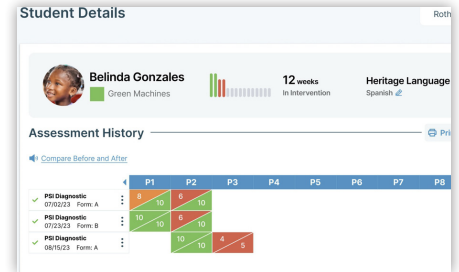 Student Details
Roth
Belinda Gonzales
Green Machines
12 weeks
In Intervention
Heritage Language
Spanish
Assessment History
Pri
Compare Before and After
P1 P2 P3 P4 P5 P6 P7 P8
PSI Diagnostic
07/02/23 Form: A
8 10 6 10
PSI Diagnostic
07/23/23 Form: B
10 10 6 10
PSI Diagnostic
08/15/23 Form: A
10 10 4 5